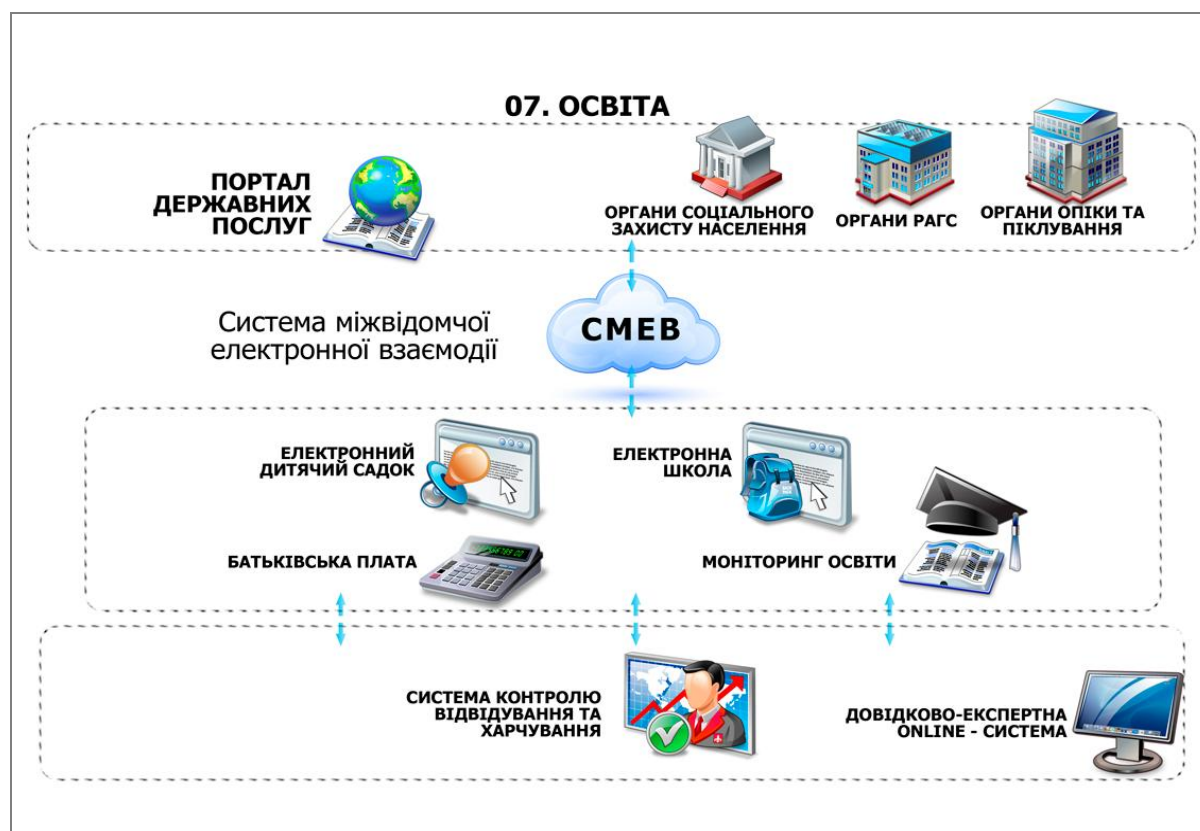 07. ОСВІТА
ПОРТАЛ
ДЕРЖАВНИХ
ПОСЛУГ
ОРГАНИ СОЦІАЛЬНОГО
ЗАХИСТУ НАСЕЛЕННЯ
ОРГАНИ РАГС
ОРГАНИ ОПІКИ ТА
ПІКЛУВАННЯ
Система міжвідомчої
електронної взаємодії
СМЕВ
ЕЛЕКТРОННИЙ
ДИТЯЧИЙ САДОК
ЕЛЕКТРОННА
ШКОЛА
БАТЬКІВСЬКА ПЛАТА
МОНІТОРИНГ ОСВІТИ
СИСТЕМА КОНТРОЛЮ
ВІДВІДУВАННЯ ТА
ХАРЧУВАННЯ
ДОВІДКОВО-ЕКСПЕРТНА
ONLINE - СИСТЕМА